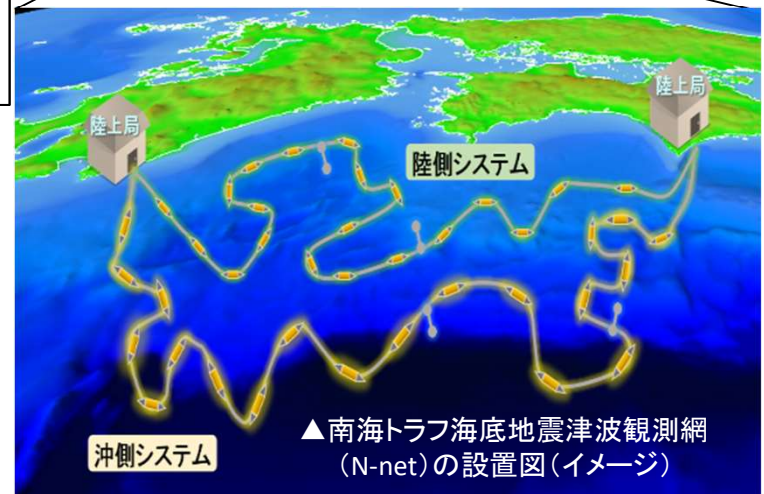 陸上局
陸上局
陸側システム
沖側システム
▲南海トラフ海底地震津波観測網
（N-net）の設置図（イメージ）